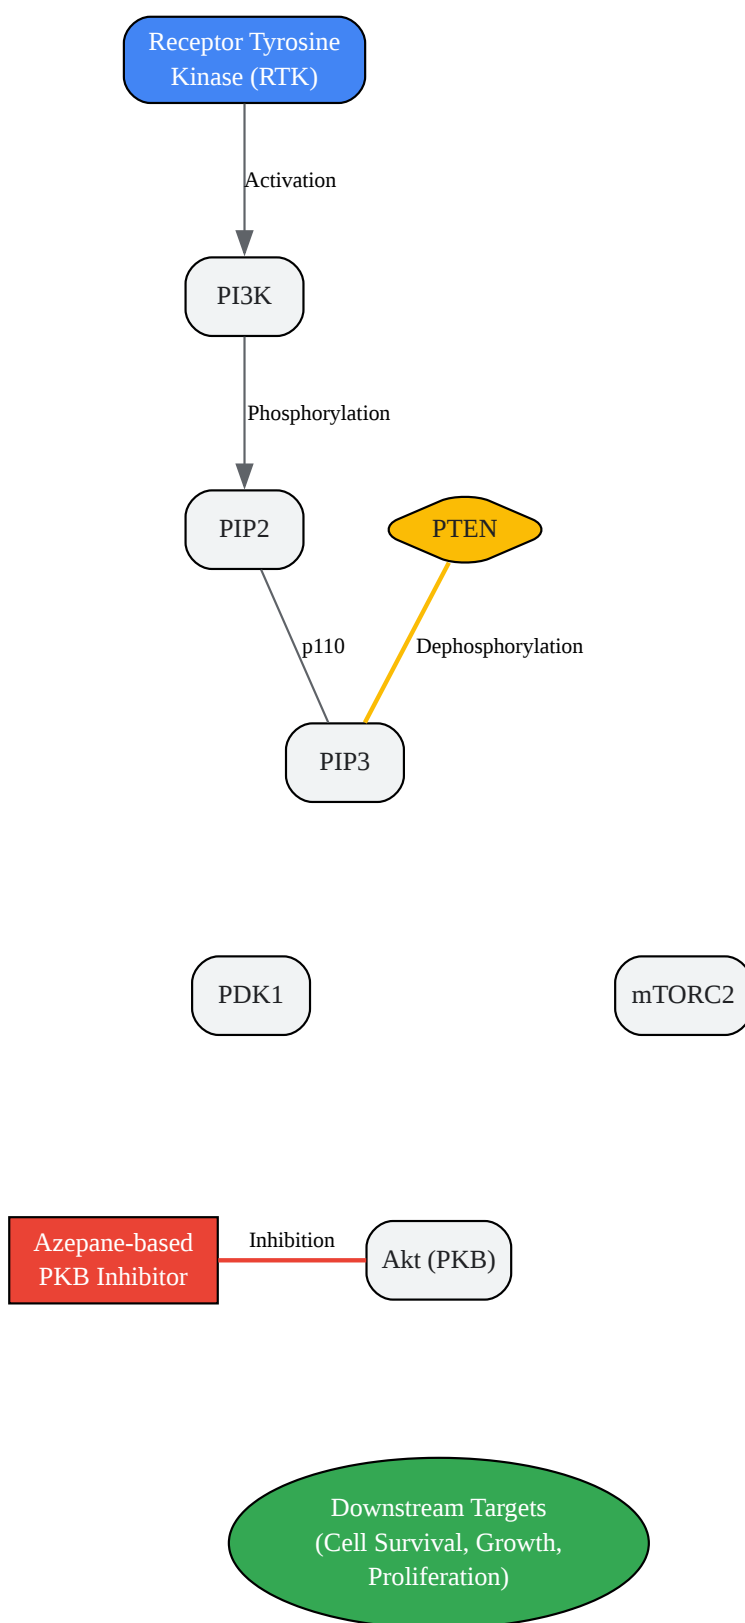 Receptor Tyrosine
Kinase (RTK)
Activation
PI3K
Phosphorylation
PIP2
PTEN
p110
Dephosphorylation
PIP3
PDK1
mTORC2
Azepane-based
PKB Inhibitor
Inhibition
Akt (PKB)
Downstream Targets
(Cell Survival, Growth,
Proliferation)